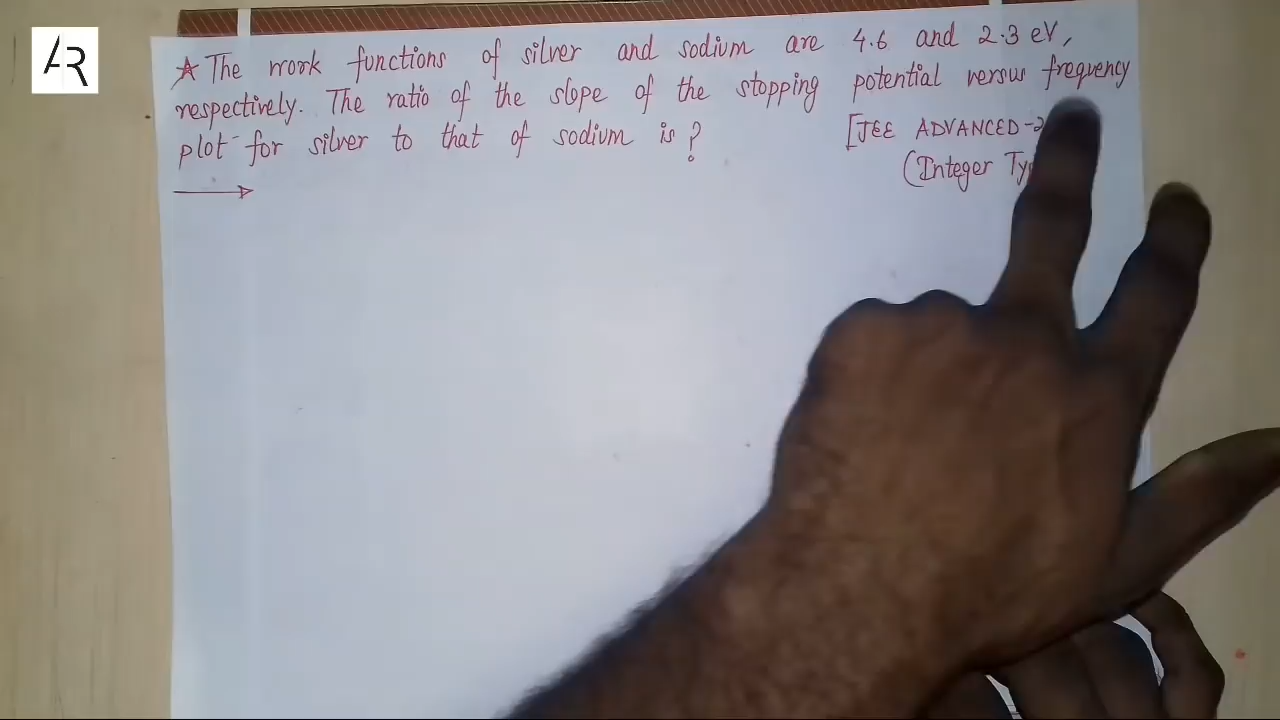 AR
★ The work functions of silver and sodium are 4.6 and 2.3 eV,
respectively. The ratio of the slope of the stopping potential versus frequency
plot for silver to that of sodium is ?
[JEE ADVANCED-2
(Integer